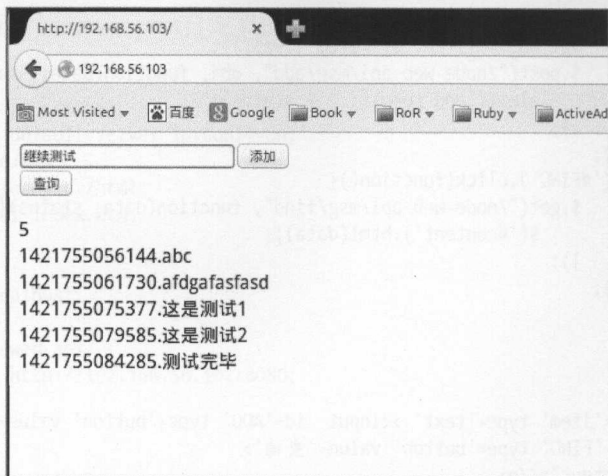 http://192.168.56.103/
192.168.56.103
Most Visited 百度 Google Book RoR Ruby ActiveAd
继续测试 添加
查询
5
1421755056144.abc
1421755061730.afdgafasfasd
1421755075377.这是测试1
1421755079585.这是测试2
1421755084285.测试完毕